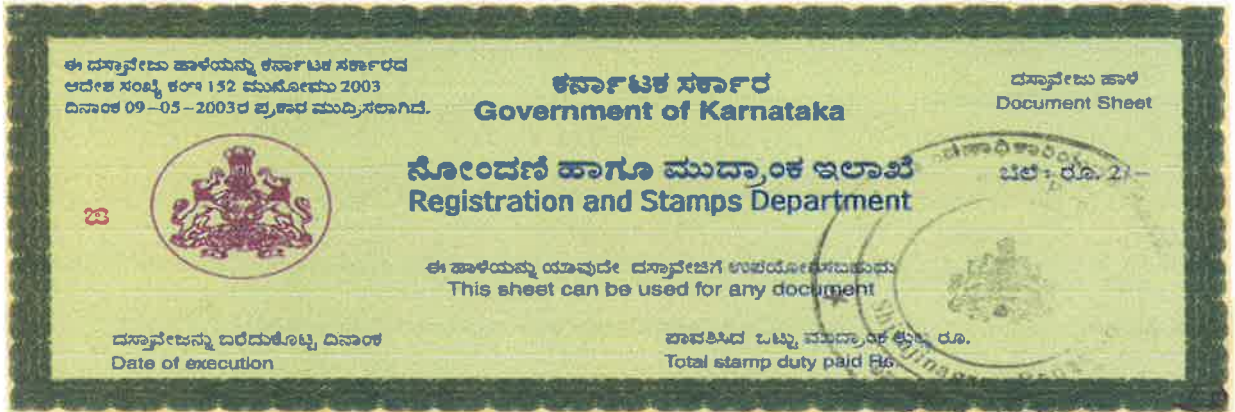 ಈ ದಸ್ತಾವೇಜು ಹಾಳೆಯನ್ನು ಕರ್ನಾಟಕ ಸರ್ಕಾರದ
ಆದೇಶ ಸಂಖ್ಯೆ ಕಂಇ 152 ಮುನೋಮು 2003
ದಿನಾಂಕ 09-05-2003ರ ಪ್ರಕಾರ ಮುದ್ರಿಸಲಾಗಿದೆ.
ಕರ್ನಾಟಕ ಸರ್ಕಾರ
Government of Karnataka
ದಸ್ತಾವೇಜು ಹಾಳೆ
Document Sheet
ನೋಂದಣಿ ಹಾಗೂ ಮುದ್ರಾಂಕ ಇಲಾಖೆ
Registration and Stamps Department
ಬೆಲೆ : ರೂ. 2/-
ಈ ಹಾಳೆಯನ್ನು ಯಾವುದೇ ದಸ್ತಾವೇಜಿಗೆ ಉಪಯೋಗಿಸಬಹುದು
This sheet can be used for any document
ದಸ್ತಾವೇಜನ್ನು ಬರೆದುಕೊಟ್ಟ ದಿನಾಂಕ
Date of execution
ಪಾವತಿಸಿದ ಒಟ್ಟು ಮುದ್ರಾಂಕ ಶುಲ್ಕ ರೂ.
Total stamp duty paid Rs.